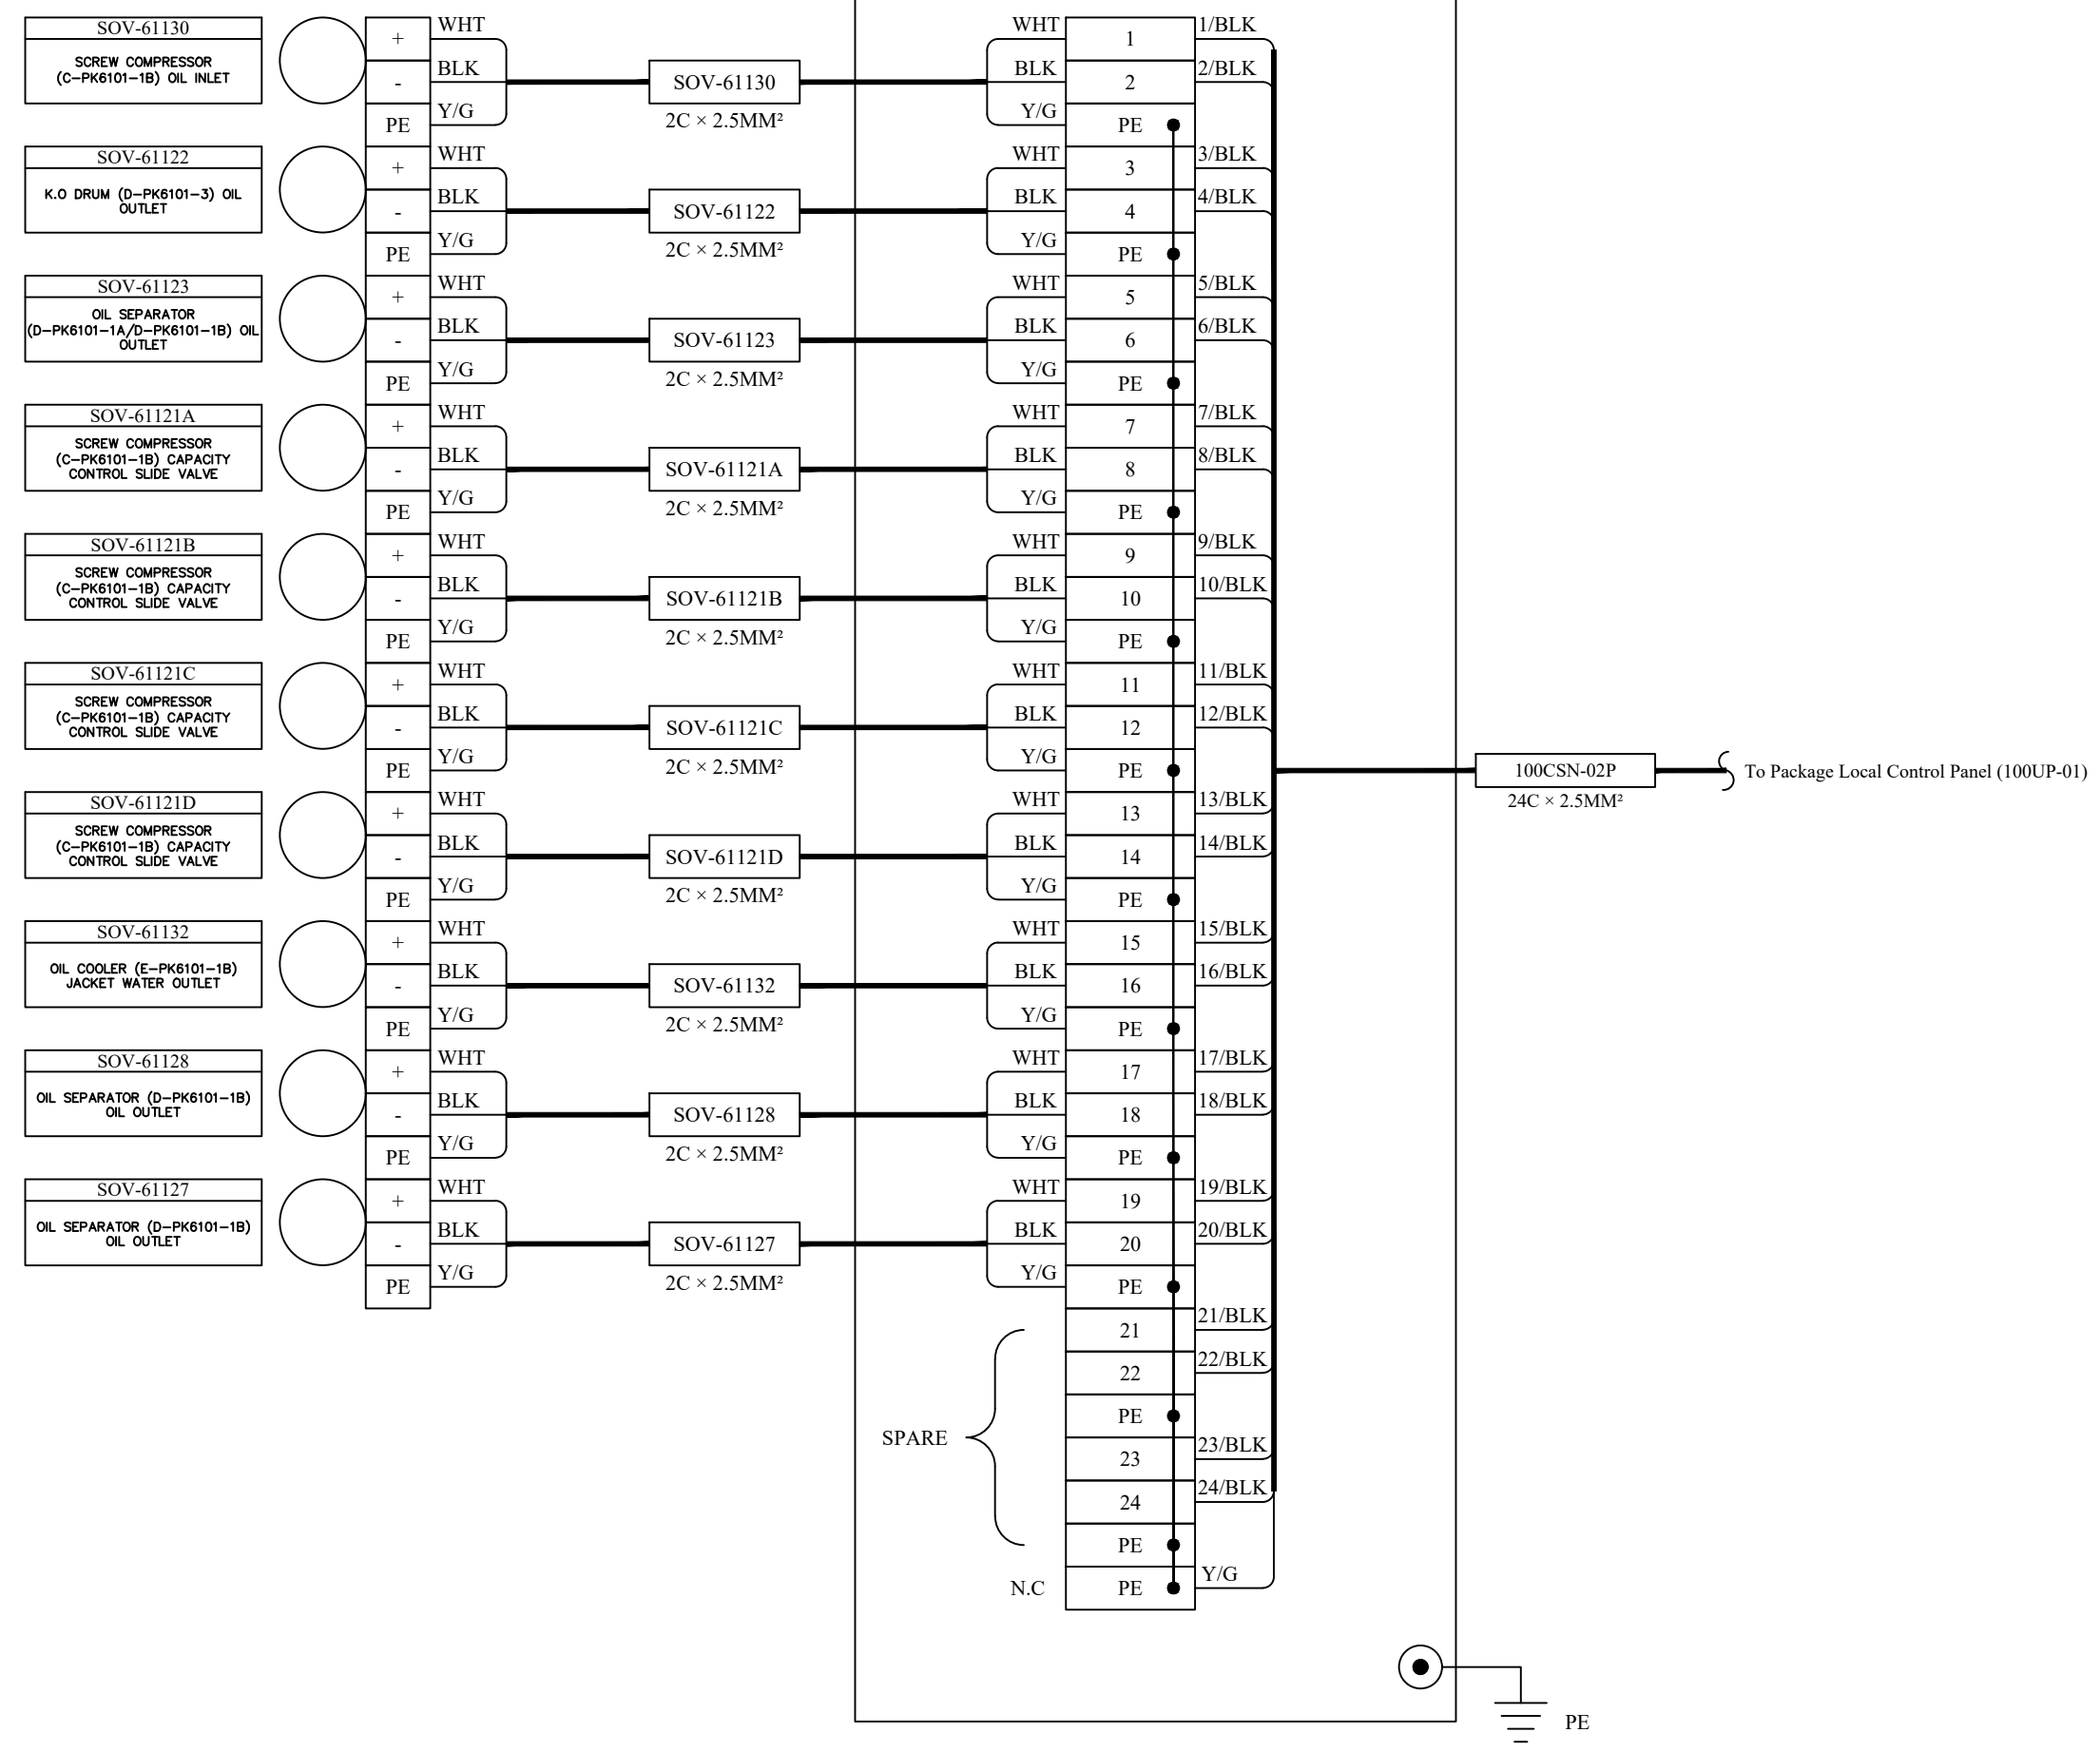 SOV-61130
SCREW COMPRESSOR
(C-PK6101-1B) OIL INLET
+ WHT
- BLK
PE Y/G
SOV-61130
2C × 2.5MM²
WHT 1 1/BLK
BLK 2 2/BLK
Y/G PE
SOV-61122
K.O DRUM (D-PK6101-3) OIL
OUTLET
+ WHT
- BLK
PE Y/G
SOV-61122
2C × 2.5MM²
WHT 3 3/BLK
BLK 4 4/BLK
Y/G PE
SOV-61123
OIL SEPARATOR
(D-PK6101-1A/D-PK6101-1B) OIL
OUTLET
+ WHT
- BLK
PE Y/G
SOV-61123
2C × 2.5MM²
WHT 5 5/BLK
BLK 6 6/BLK
Y/G PE
SOV-61121A
SCREW COMPRESSOR
(C-PK6101-1B) CAPACITY
CONTROL SLIDE VALVE
+ WHT
- BLK
PE Y/G
SOV-61121A
2C × 2.5MM²
WHT 7 7/BLK
BLK 8 8/BLK
Y/G PE
SOV-61121B
SCREW COMPRESSOR
(C-PK6101-1B) CAPACITY
CONTROL SLIDE VALVE
+ WHT
- BLK
PE Y/G
SOV-61121B
2C × 2.5MM²
WHT 9 9/BLK
BLK 10 10/BLK
Y/G PE
SOV-61121C
SCREW COMPRESSOR
(C-PK6101-1B) CAPACITY
CONTROL SLIDE VALVE
+ WHT
- BLK
PE Y/G
SOV-61121C
2C × 2.5MM²
WHT 11 11/BLK
BLK 12 12/BLK
Y/G PE
100CSN-02P
24C × 2.5MM²
To Package Local Control Panel (100UP-01)
SOV-61121D
SCREW COMPRESSOR
(C-PK6101-1B) CAPACITY
CONTROL SLIDE VALVE
+ WHT
- BLK
PE Y/G
SOV-61121D
2C × 2.5MM²
WHT 13 13/BLK
BLK 14 14/BLK
Y/G PE
SOV-61132
OIL COOLER (E-PK6101-1B)
JACKET WATER OUTLET
+ WHT
- BLK
PE Y/G
SOV-61132
2C × 2.5MM²
WHT 15 15/BLK
BLK 16 16/BLK
Y/G PE
SOV-61128
OIL SEPARATOR (D-PK6101-1B)
OIL OUTLET
+ WHT
- BLK
PE Y/G
SOV-61128
2C × 2.5MM²
WHT 17 17/BLK
BLK 18 18/BLK
Y/G PE
SOV-61127
OIL SEPARATOR (D-PK6101-1B)
OIL OUTLET
+ WHT
- BLK
PE Y/G
SOV-61127
2C × 2.5MM²
WHT 19 19/BLK
BLK 20 20/BLK
Y/G PE
SPARE
21 21/BLK
22 22/BLK
PE
23 23/BLK
24 24/BLK
PE
N.C PE Y/G
PE